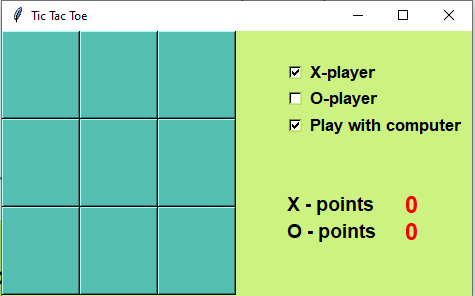 Tic Tac Toe
X-player
O-player
Play with computer
X - points 0
O - points 0